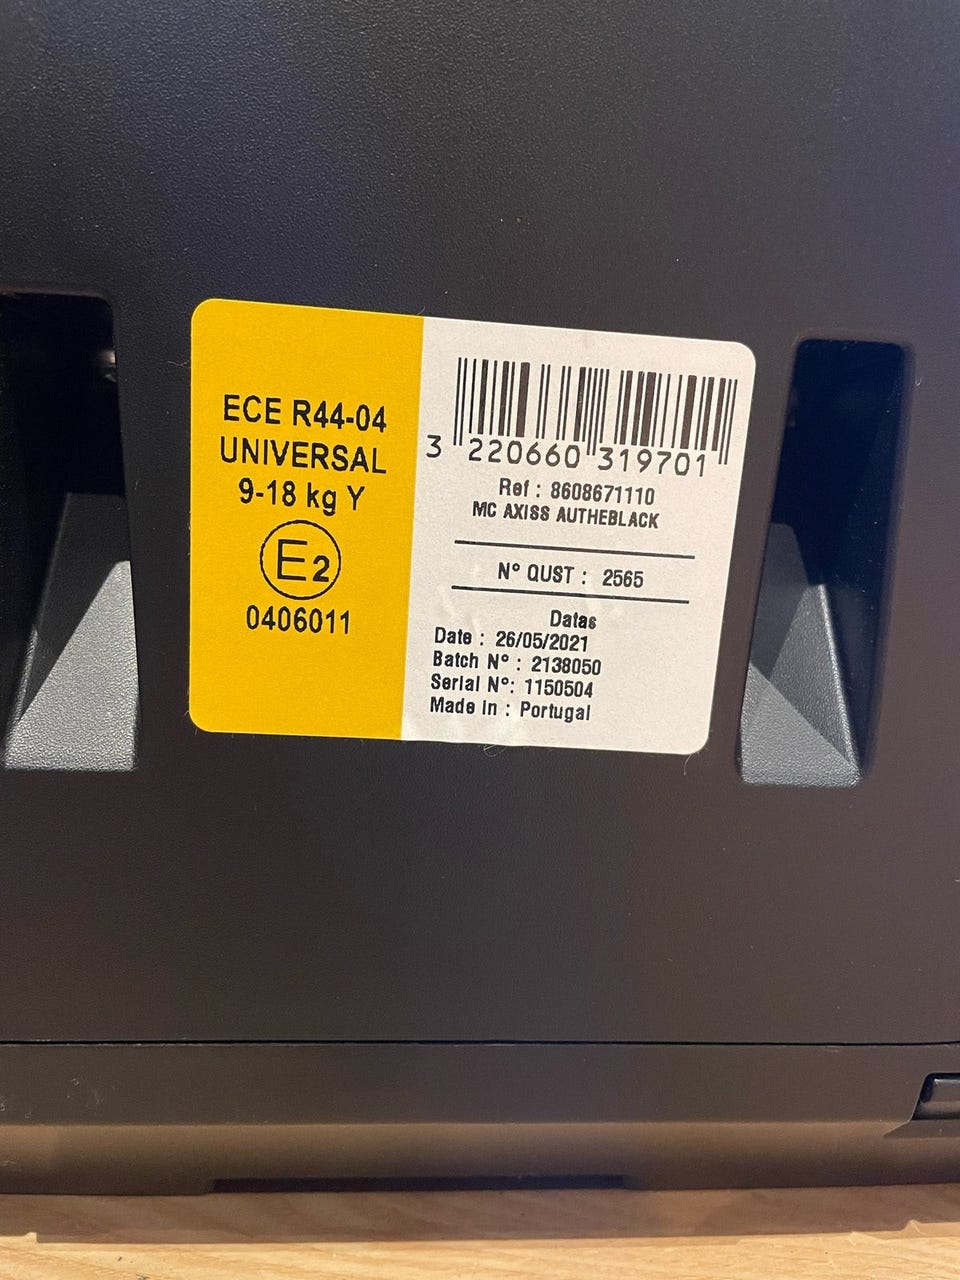 ECE R44-04
UNIVERSAL
9-18 kg Y
E2
0406011
3 220660 319701
Ref : 8608671110
MC AXISS AUTHEBLACK
N° QUST : 2565
Datas
Date : 26/05/2021
Batch N° : 2138050
Serial N°: 1150504
Made in : Portugal